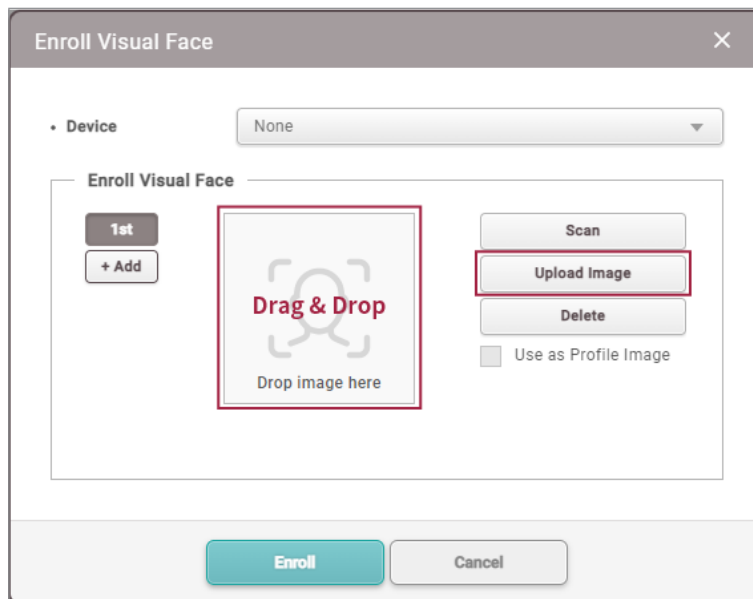 Enroll Visual Face
• Device
None
Enroll Visual Face
1st
+ Add
Drag & Drop
Drop image here
Scan
Upload Image
Delete
Use as Profile Image
Enroll
Cancel